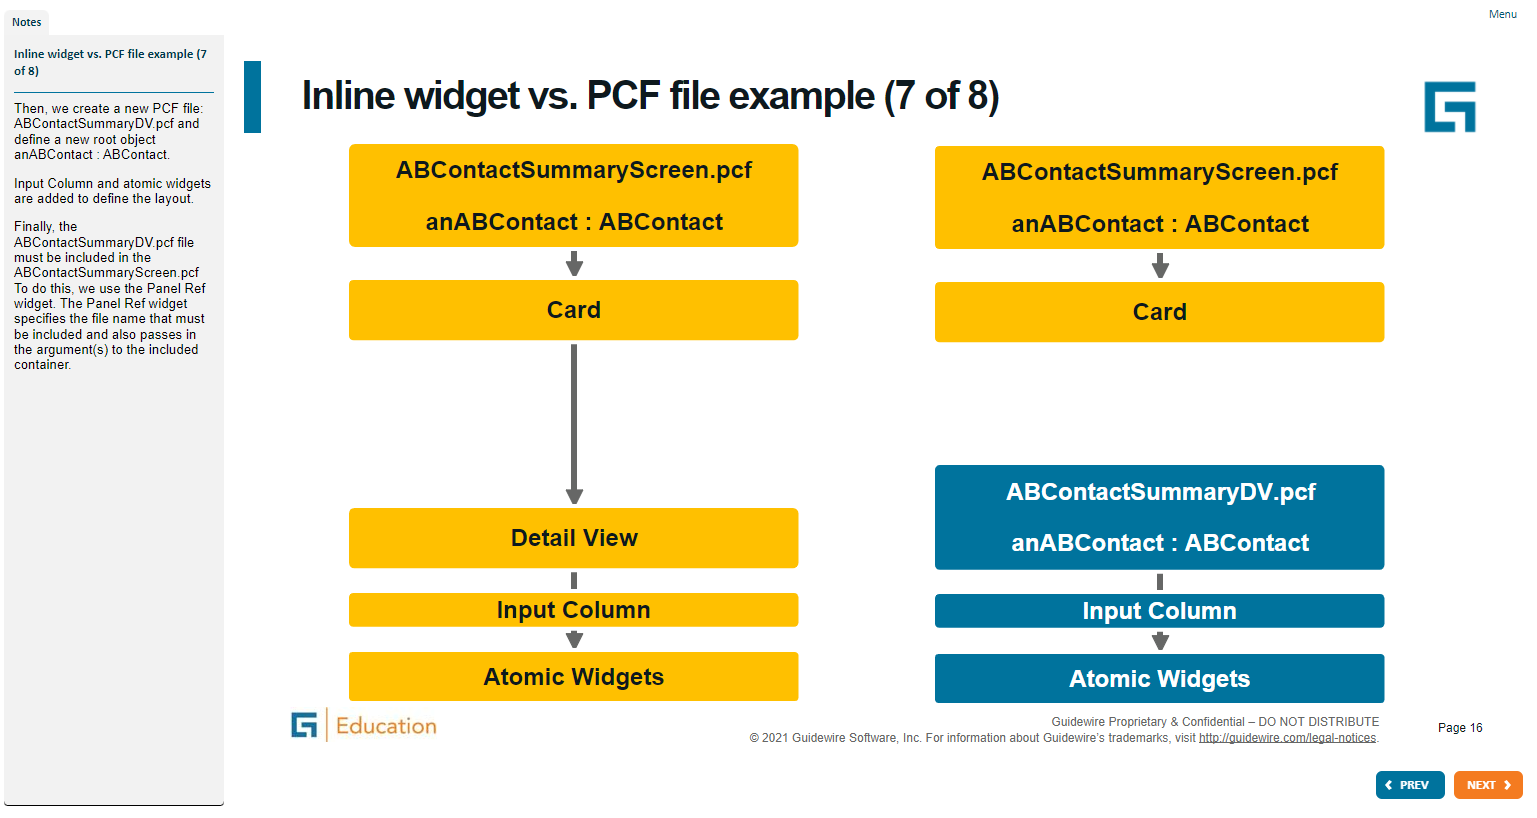 Notes
Menu
Inline widget vs. PCF file example (7
of 8)
Then, we create a new PCF file:
ABContactSummaryDV.pcf and
define a new root object
anABContact : ABContact.
Input Column and atomic widgets
are added to define the layout.
Finally, the
ABContactSummaryDV.pcf file
must be included in the
ABContactSummaryScreen.pcf
To do this, we use the Panel Ref
widget. The Panel Ref widget
specifies the file name that must
be included and also passes in
the argument(s) to the included
container.
Inline widget vs. PCF file example (7 of 8)
ABContactSummaryScreen.pcf
anABContact : ABContact
Card
Detail View
Input Column
Atomic Widgets
ABContactSummaryScreen.pcf
anABContact : ABContact
Card
ABContactSummaryDV.pcf
anABContact : ABContact
Input Column
Atomic Widgets
Education
Guidewire Proprietary & Confidential – DO NOT DISTRIBUTE
© 2021 Guidewire Software, Inc. For information about Guidewire's trademarks, visit http://guidewire.com/legal-notices.
Page 16
PREV
NEXT